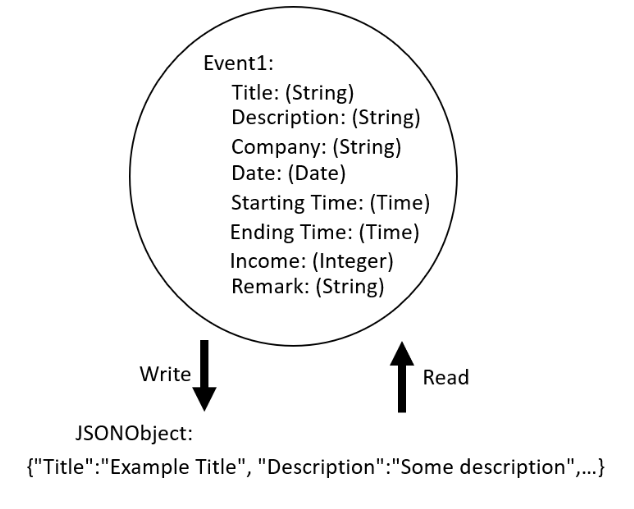 Event1:
Title: (String)
Description: (String)
Company: (String)
Date: (Date)
Starting Time: (Time)
Ending Time: (Time)
Income: (Integer)
Remark: (String)
Write
Read
JSONObject:
{"Title":"Example Title", "Description":"Some description",...}